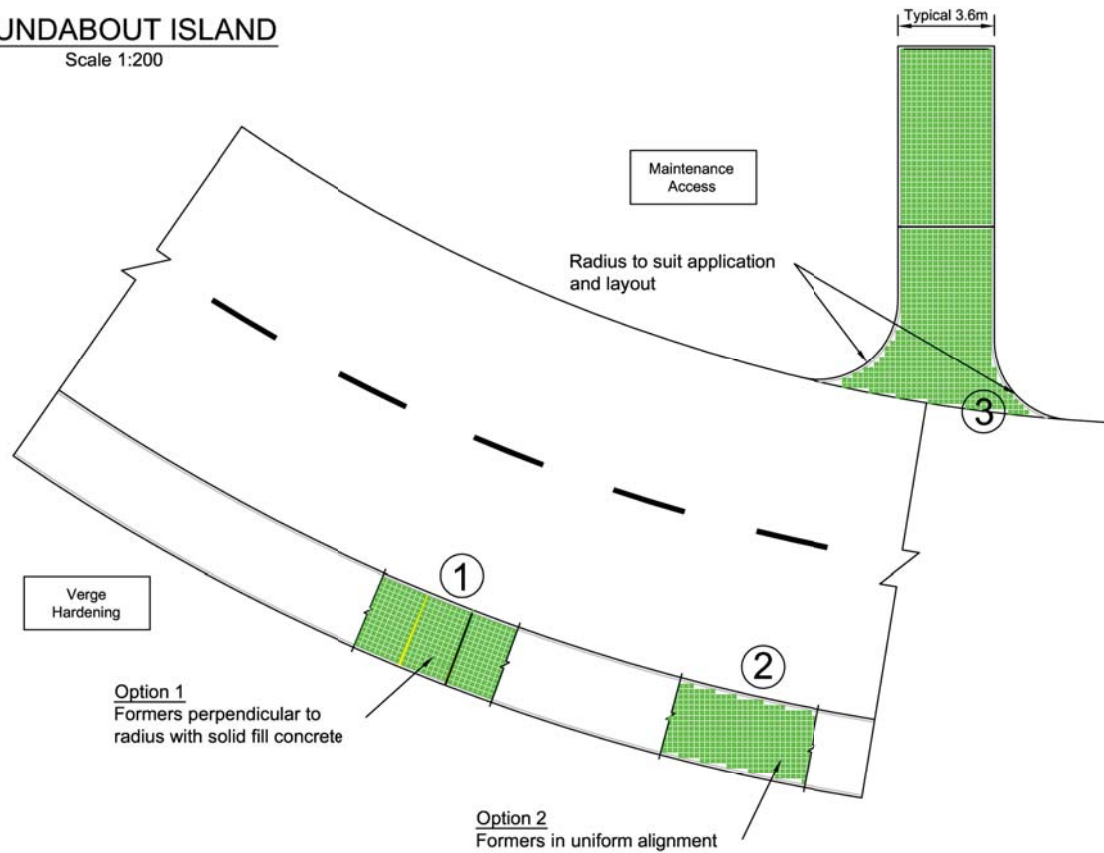 UNDABOUT ISLAND
Scale 1:200
Typical 3.6m
Maintenance
Access
Radius to suit application
and layout
3
1
Verge
Hardening
2
Option 1
Formers perpendicular to
radius with solid fill concrete
Option 2
Formers in uniform alignment